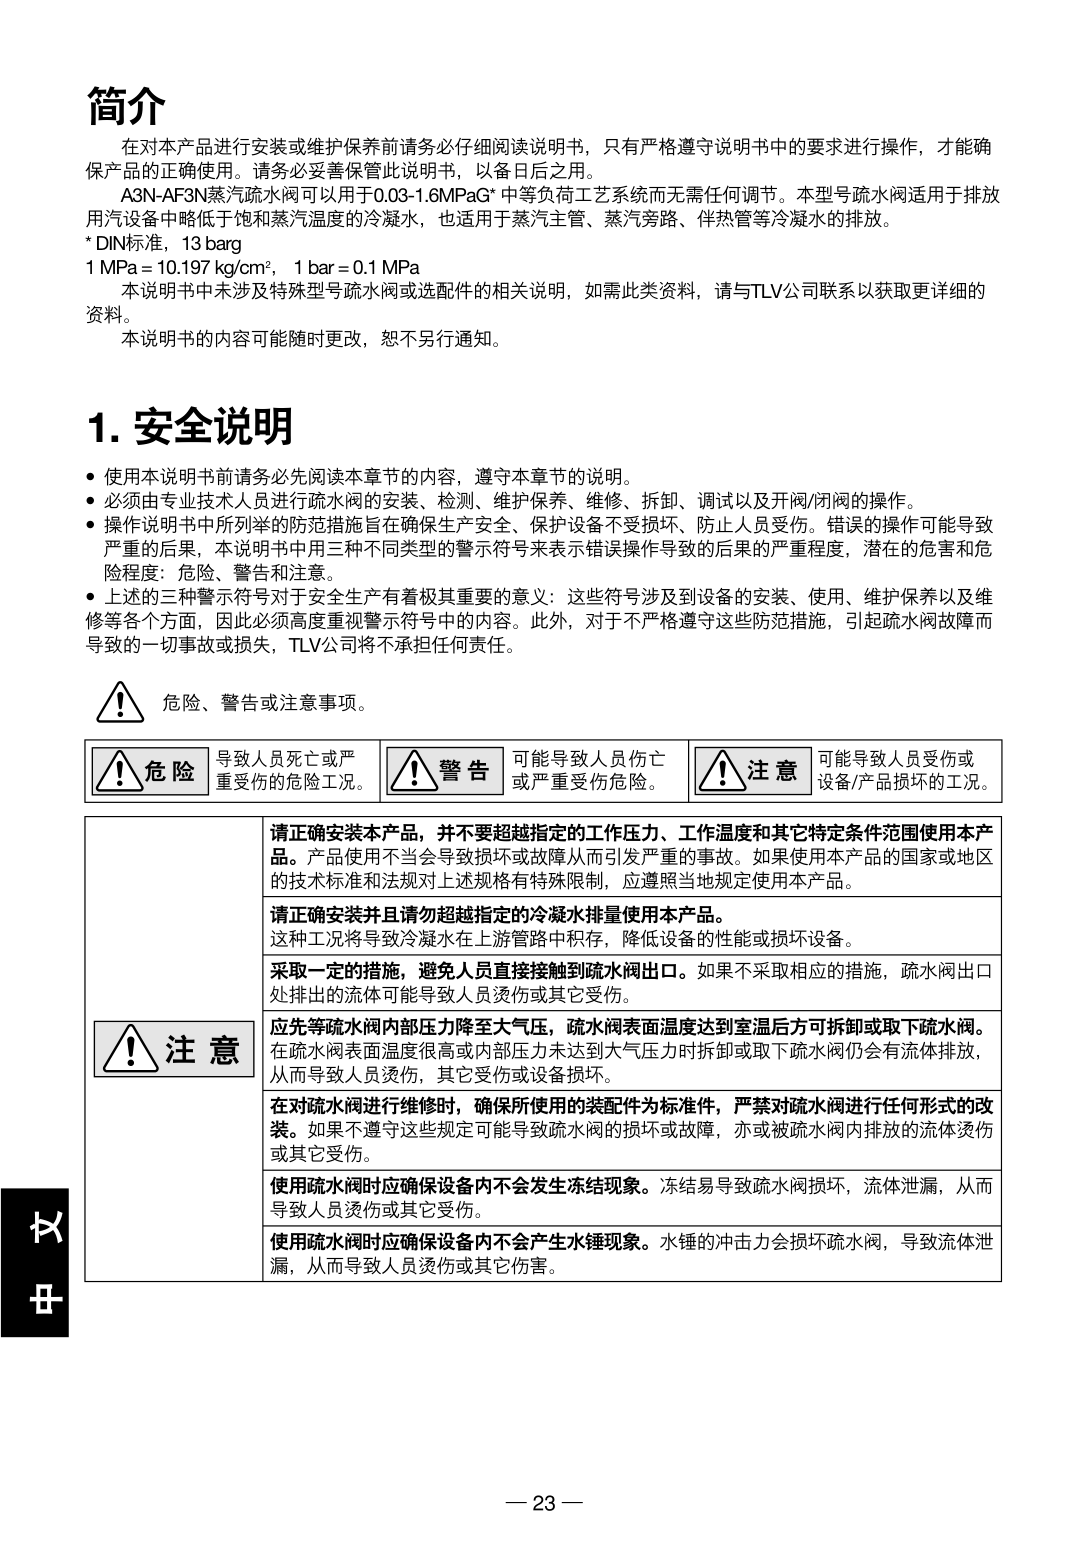 简介
在对本产品进行安装或维护保养前请务必仔细阅读说明书，只有严格遵守说明书中的要求进行操作，才能确
保产品的正确使用。请务必妥善保管此说明书，以备日后之用。
A3N-AF3N蒸汽疏水阀可以用于0.03-1.6MPaG* 中等负荷工艺系统而无需任何调节。本型号疏水阀适用于排放
用汽设备中略低于饱和蒸汽温度的冷凝水，也适用于蒸汽主管、蒸汽旁路、伴热管等冷凝水的排放。
* DIN标准，13 barg
1 MPa = 10.197 kg/cm²， 1 bar = 0.1 MPa
本说明书中未涉及特殊型号疏水阀或选配件的相关说明，如需此类资料，请与TLV公司联系以获取更详细的
资料。
本说明书的内容可能随时更改，恕不另行通知。
1. 安全说明
● 使用本说明书前请务必先阅读本章节的内容，遵守本章节的说明。
● 必须由专业技术人员进行疏水阀的安装、检测、维护保养、维修、拆卸、调试以及开阀/闭阀的操作。
● 操作说明书中所列举的防范措施旨在确保生产安全、保护设备不受损坏、防止人员受伤。错误的操作可能导致
严重的后果，本说明书中用三种不同类型的警示符号来表示错误操作导致的后果的严重程度，潜在的危害和危
险程度：危险、警告和注意。
● 上述的三种警示符号对于安全生产有着极其重要的意义：这些符号涉及到设备的安装、使用、维护保养以及维
修等各个方面，因此必须高度重视警示符号中的内容。此外，对于不严格遵守这些防范措施，引起疏水阀故障而
导致的一切事故或损失，TLV公司将不承担任何责任。
危险、警告或注意事项。
危 险
导致人员死亡或严
重受伤的危险工况。
警 告
可能导致人员伤亡
或严重受伤危险。
注 意
可能导致人员受伤或
设备/产品损坏的工况。
注 意
请正确安装本产品，并不要超越指定的工作压力、工作温度和其它特定条件范围使用本产
品。产品使用不当会导致损坏或故障从而引发严重的事故。如果使用本产品的国家或地区
的技术标准和法规对上述规格有特殊限制，应遵照当地规定使用本产品。
请正确安装并且请勿超越指定的冷凝水排量使用本产品。
这种工况将导致冷凝水在上游管路中积存，降低设备的性能或损坏设备。
采取一定的措施，避免人员直接接触到疏水阀出口。如果不采取相应的措施，疏水阀出口
处排出的流体可能导致人员烫伤或其它受伤。
应先等疏水阀内部压力降至大气压，疏水阀表面温度达到室温后方可拆卸或取下疏水阀。
在疏水阀表面温度很高或内部压力未达到大气压力时拆卸或取下疏水阀仍会有流体排放，
从而导致人员烫伤，其它受伤或设备损坏。
在对疏水阀进行维修时，确保所使用的装配件为标准件，严禁对疏水阀进行任何形式的改
装。如果不遵守这些规定可能导致疏水阀的损坏或故障，亦或被疏水阀内排放的流体烫伤
或其它受伤。
使用疏水阀时应确保设备内不会发生冻结现象。冻结易导致疏水阀损坏，流体泄漏，从而
导致人员烫伤或其它受伤。
使用疏水阀时应确保设备内不会产生水锤现象。水锤的冲击力会损坏疏水阀，导致流体泄
漏，从而导致人员烫伤或其它伤害。
中 文
— 23 —